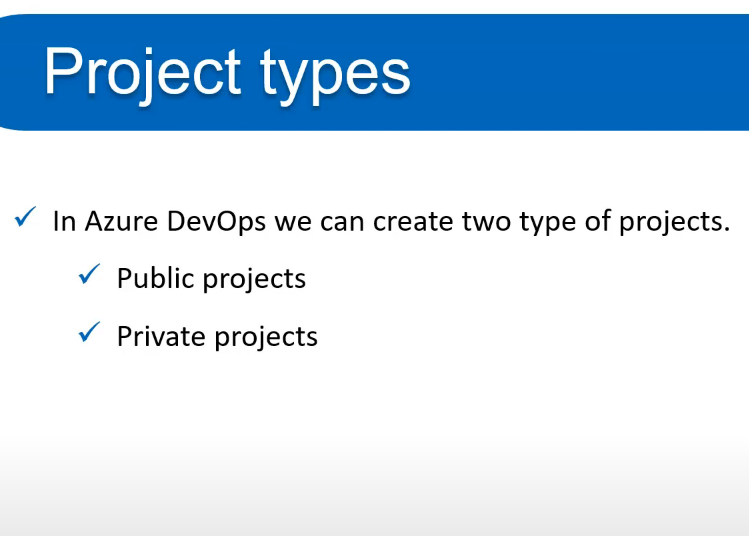 Project types
In Azure DevOps we can create two type of projects.
Public projects
Private projects